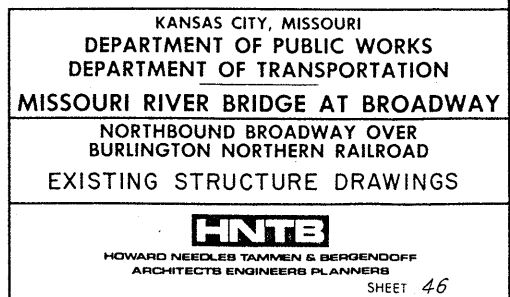 KANSAS CITY, MISSOURI
DEPARTMENT OF PUBLIC WORKS
DEPARTMENT OF TRANSPORTATION
MISSOURI RIVER BRIDGE AT BROADWAY
NORTHBOUND BROADWAY OVER
BURLINGTON NORTHERN RAILROAD
EXISTING STRUCTURE DRAWINGS
HNTB
HOWARD NEEDLES TAMMEN & BERGENDOFF
ARCHITECTS ENGINEERS PLANNERS
SHEET 46